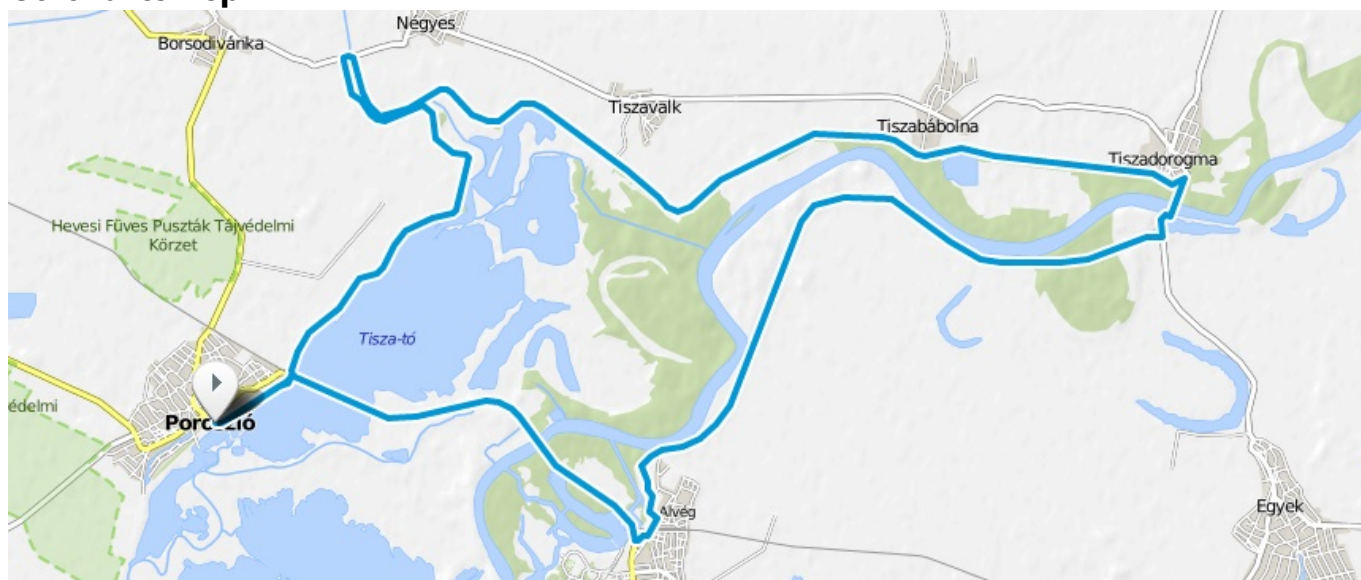 Négyes
Borsodivánka
Tiszavalk
Tiszabábolna
Tiszadorogma
Hevesi Füves Puszták Tájvédelmi
Körzet
Tisza-tó
édelmi
Alvég
Egyek